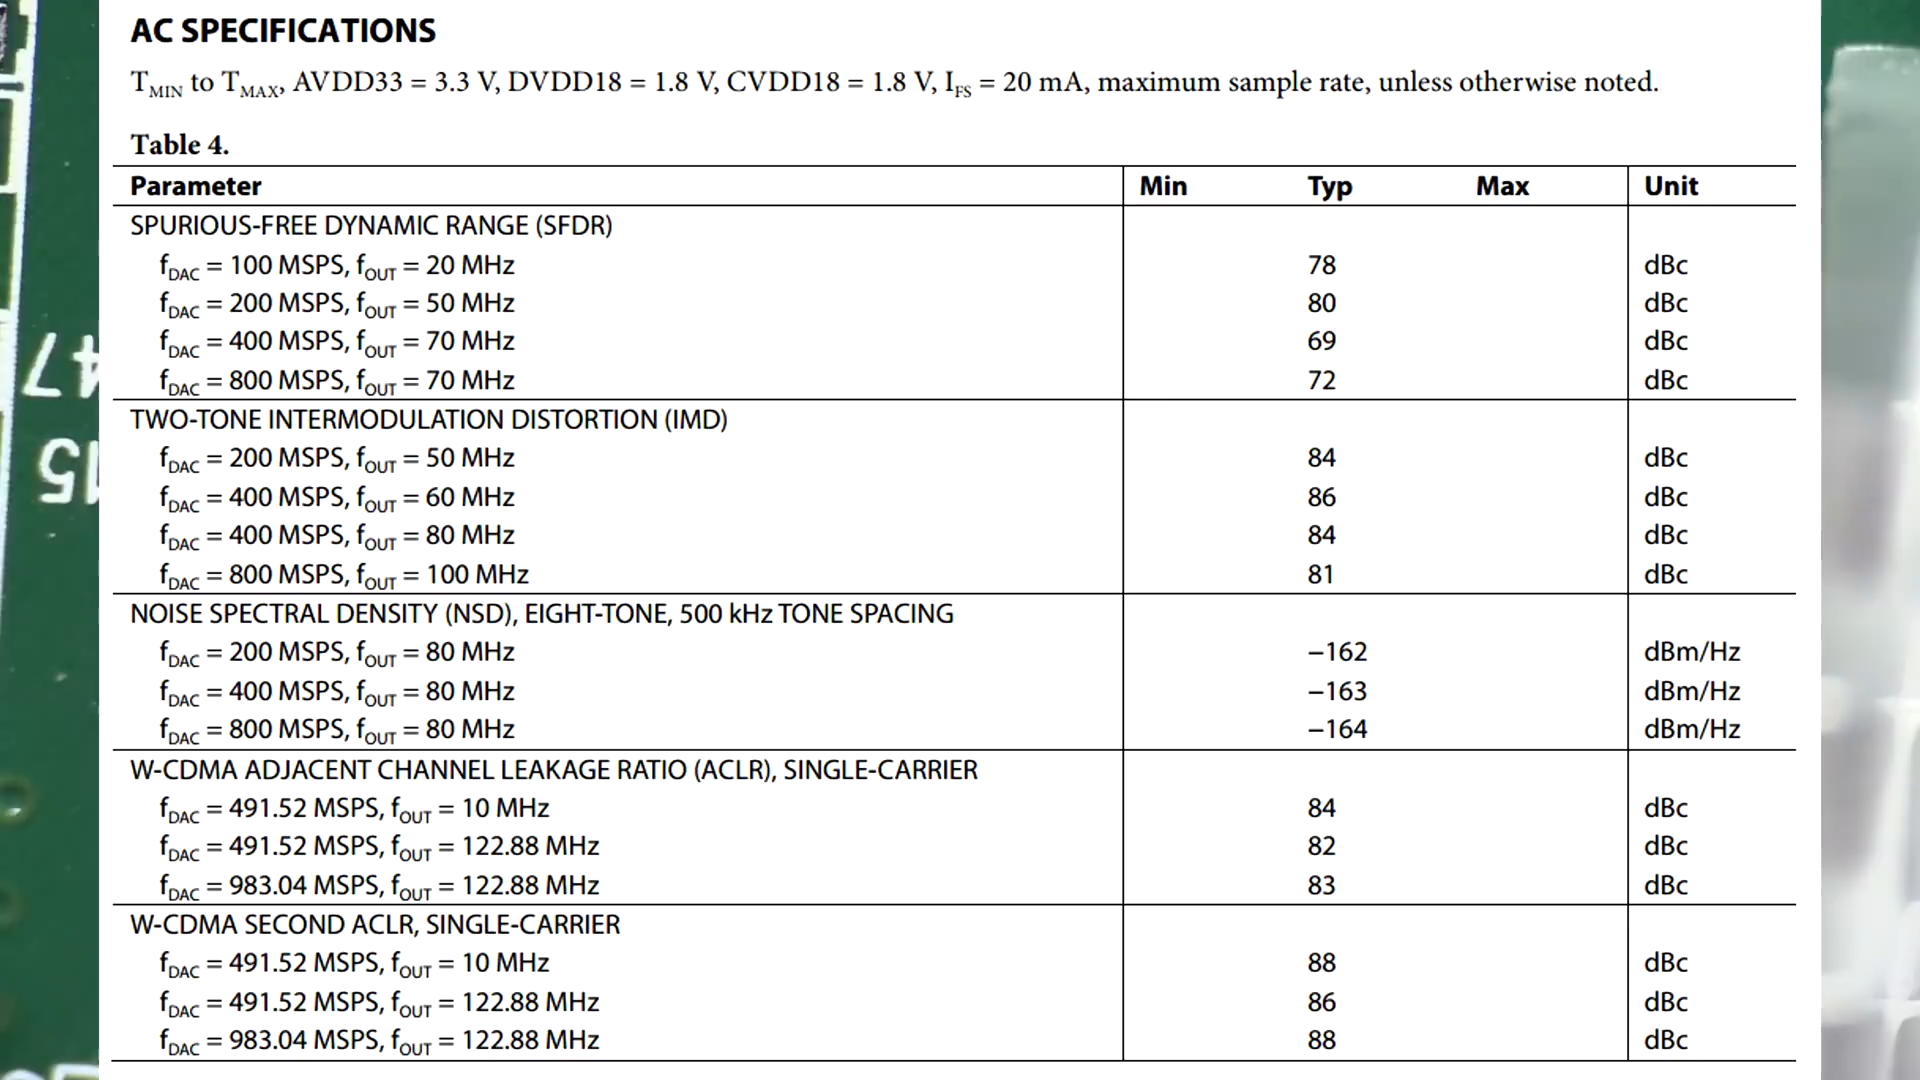 AC SPECIFICATIONS
TMIN to TMAX, AVDD33 = 3.3 V, DVDD18 = 1.8 V, CVDD18 = 1.8 V, IFS = 20 mA, maximum sample rate, unless otherwise noted.
Table 4.
Parameter Min Typ Max Unit
SPURIOUS-FREE DYNAMIC RANGE (SFDR)
fDAC = 100 MSPS, fOUT = 20 MHz 78 dBc
fDAC = 200 MSPS, fOUT = 50 MHz 80 dBc
fDAC = 400 MSPS, fOUT = 70 MHz 69 dBc
fDAC = 800 MSPS, fOUT = 70 MHz 72 dBc
TWO-TONE INTERMODULATION DISTORTION (IMD)
fDAC = 200 MSPS, fOUT = 50 MHz 84 dBc
fDAC = 400 MSPS, fOUT = 60 MHz 86 dBc
fDAC = 400 MSPS, fOUT = 80 MHz 84 dBc
fDAC = 800 MSPS, fOUT = 100 MHz 81 dBc
NOISE SPECTRAL DENSITY (NSD), EIGHT-TONE, 500 kHz TONE SPACING
fDAC = 200 MSPS, fOUT = 80 MHz −162 dBm/Hz
fDAC = 400 MSPS, fOUT = 80 MHz −163 dBm/Hz
fDAC = 800 MSPS, fOUT = 80 MHz −164 dBm/Hz
W-CDMA ADJACENT CHANNEL LEAKAGE RATIO (ACLR), SINGLE-CARRIER
fDAC = 491.52 MSPS, fOUT = 10 MHz 84 dBc
fDAC = 491.52 MSPS, fOUT = 122.88 MHz 82 dBc
fDAC = 983.04 MSPS, fOUT = 122.88 MHz 83 dBc
W-CDMA SECOND ACLR, SINGLE-CARRIER
fDAC = 491.52 MSPS, fOUT = 10 MHz 88 dBc
fDAC = 491.52 MSPS, fOUT = 122.88 MHz 86 dBc
fDAC = 983.04 MSPS, fOUT = 122.88 MHz 88 dBc